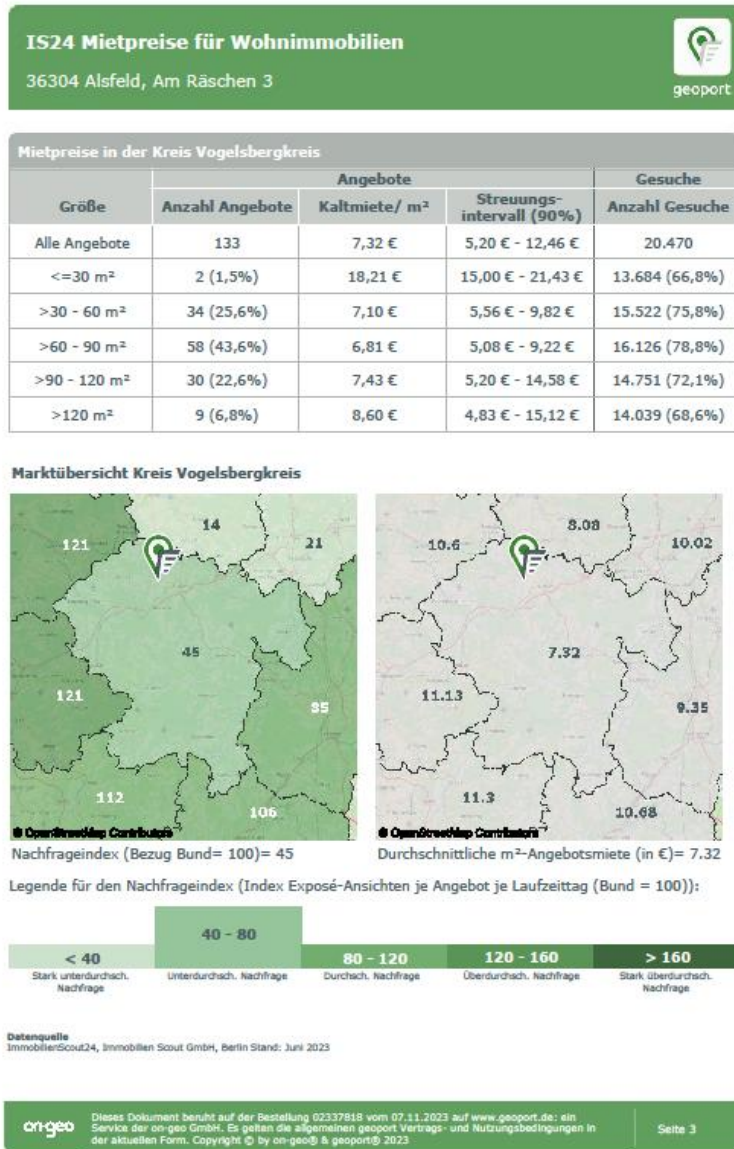 IS24 Mietpreise für Wohnimmobilien
36304 Alsfeld, Am Räschen 3
geoport
Mietpreise in der Kreis Vogelsbergkreis
Angebote Gesuche
Größe Anzahl Angebote Kaltmiete/ m² Streuungs- intervall (90%) Anzahl Gesuche
Alle Angebote 133 7,32 € 5,20 € - 12,46 € 20.470
<=30 m² 2 (1,5%) 18,21 € 15,00 € - 21,43 € 13.684 (66,8%)
>30 - 60 m² 34 (25,6%) 7,10 € 5,56 € - 9,82 € 15.522 (75,8%)
>60 - 90 m² 58 (43,6%) 6,81 € 5,08 € - 9,22 € 16.126 (78,8%)
>90 - 120 m² 30 (22,6%) 7,43 € 5,20 € - 14,58 € 14.751 (72,1%)
>120 m² 9 (6,8%) 8,60 € 4,83 € - 15,12 € 14.039 (68,6%)
Marktübersicht Kreis Vogelsbergkreis
14
121
21
45
121
85
112
106
© OpenStreetMap Contributors
8.08
10.6
10.02
7.32
11.13
9.35
11.3
10.68
© OpenStreetMap Contributors
Nachfrageindex (Bezug Bund= 100)= 45
Durchschnittliche m²-Angebotsmiete (in €)= 7.32
Legende für den Nachfrageindex (Index Exposé-Ansichten je Angebot je Laufzeittag (Bund = 100)):
< 40 40 - 80 80 - 120 120 - 160 > 160
Stark unterdurchsch. Nachfrage
Unterdurchsch. Nachfrage
Durchsch. Nachfrage
Überdurchsch. Nachfrage
Stark überdurchsch. Nachfrage
Datenquelle
ImmobilienScout24, Immobilien Scout GmbH, Berlin Stand: Juni 2023
on-geo
Dieses Dokument beruht auf der Bestellung 02337818 vom 07.11.2023 auf www.geoport.de: ein
Service der on-geo GmbH. Es gelten die allgemeinen geoport Vertrags- und Nutzungsbedingungen in
der aktuellen Form. Copyright © by on-geo® & geoport® 2023
Seite 3